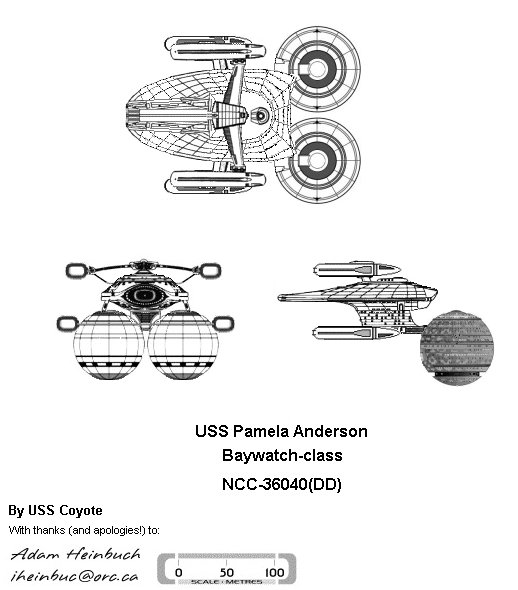 USS Pamela Anderson
Baywatch-class
NCC-36040(DD)
By USS Coyote
With thanks (and apologies!) to:
Adam Heinbuch
iheinbuc@orc.ca
0 50 100
SCALE - METRES